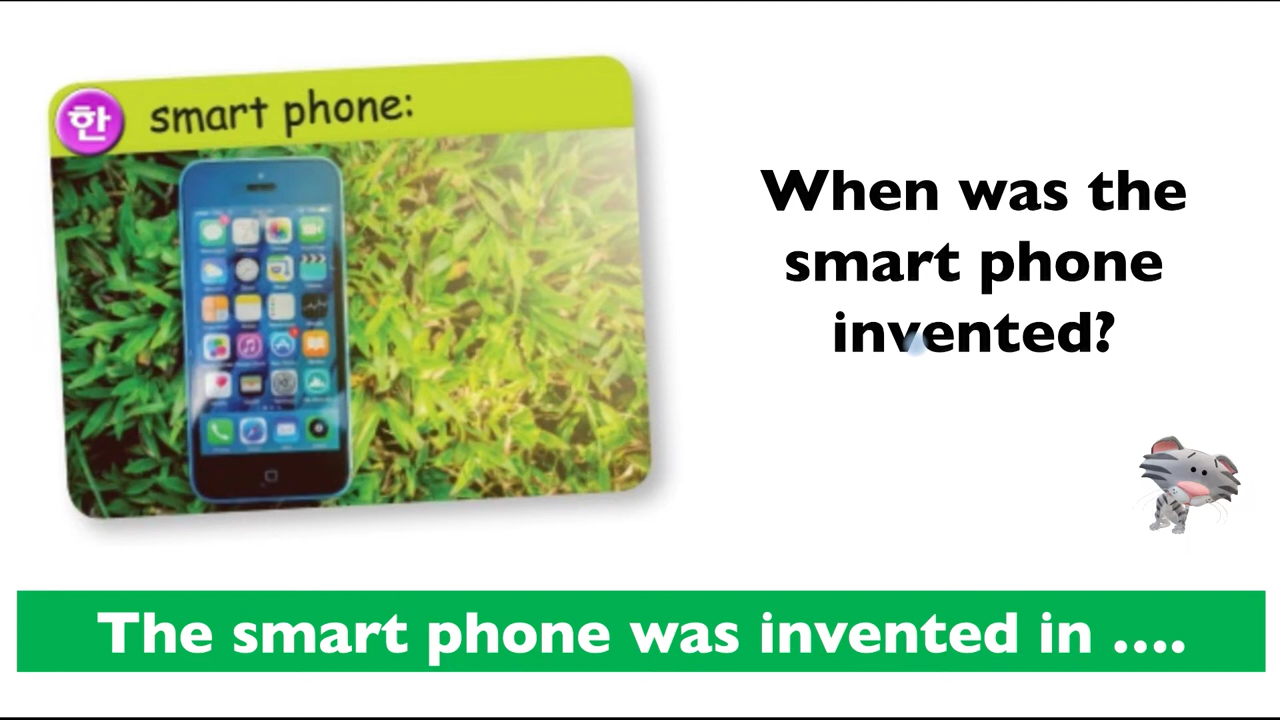 한 smart phone:
When was the
smart phone
invented?
The smart phone was invented in ....